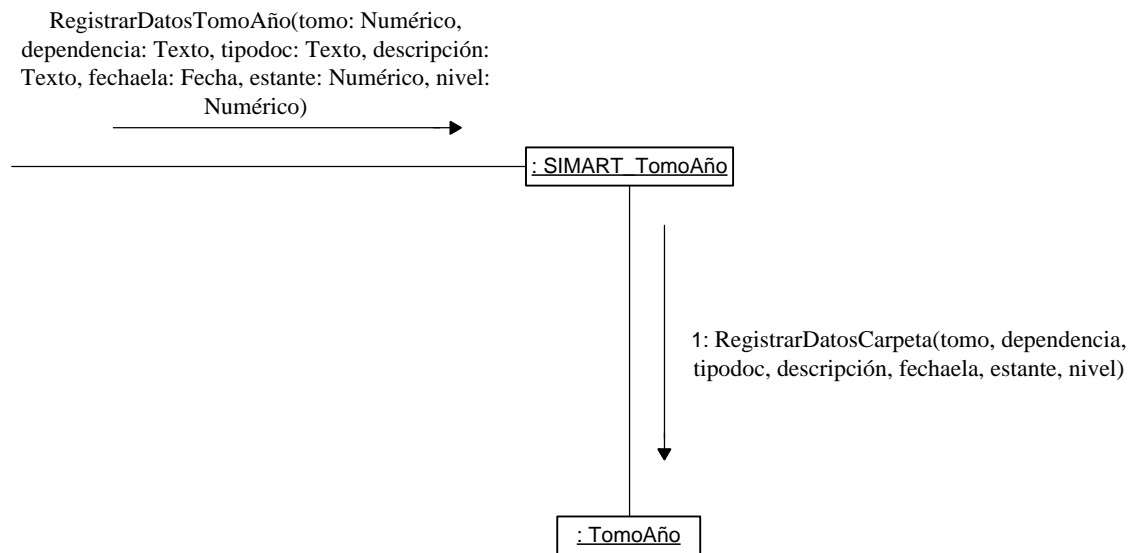 RegistrarDatosTomoAño(tomo: Numérico,
dependencia: Texto, tipodoc: Texto, descripción:
Texto, fechaela: Fecha, estante: Numérico, nivel:
Numérico)
: SIMART_TomoAño
1: RegistrarDatosCarpeta(tomo, dependencia,
tipodoc, descripción, fechaela, estante, nivel)
: TomoAño